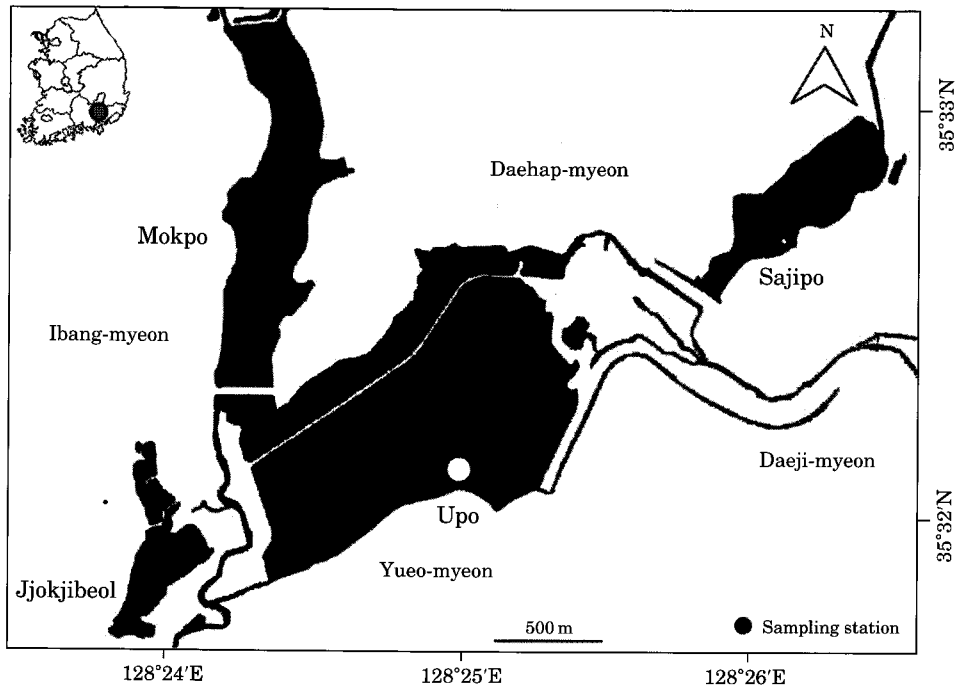 N
35°33′N
Daehap-myeon
Mokpo
Sajipo
Ibang-myeon
Daeji-myeon
Upo
35°32′N
Yueo-myeon
Jjokjibeol
500 m
Sampling station
128°24′E
128°25′E
128°26′E